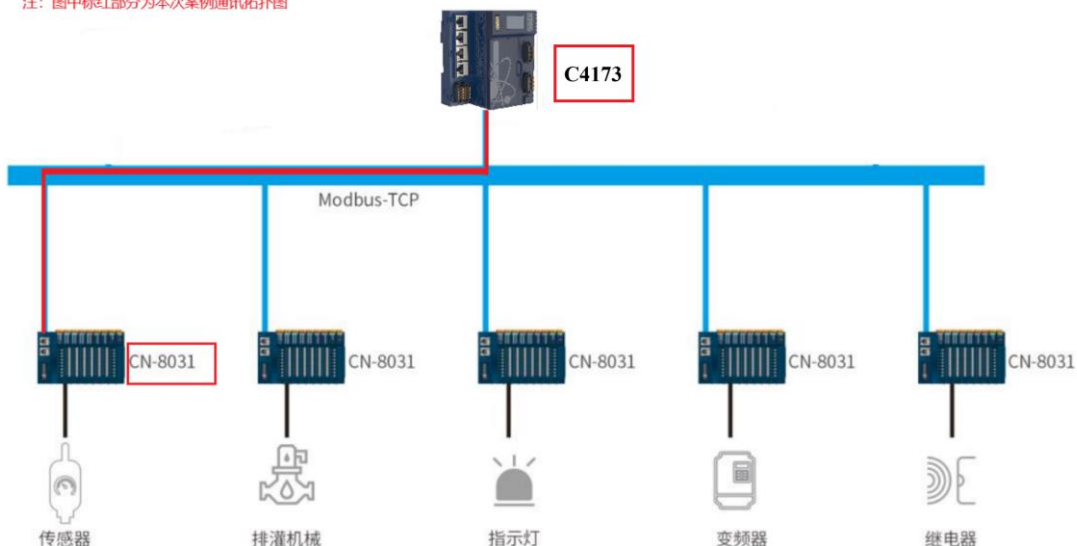 注：图中标红部分为本次案例通讯拓扑图
C4173
Modbus-TCP
CN-8031
CN-8031
CN-8031
CN-8031
CN-8031
传感器
排灌机械
指示灯
变频器
继电器